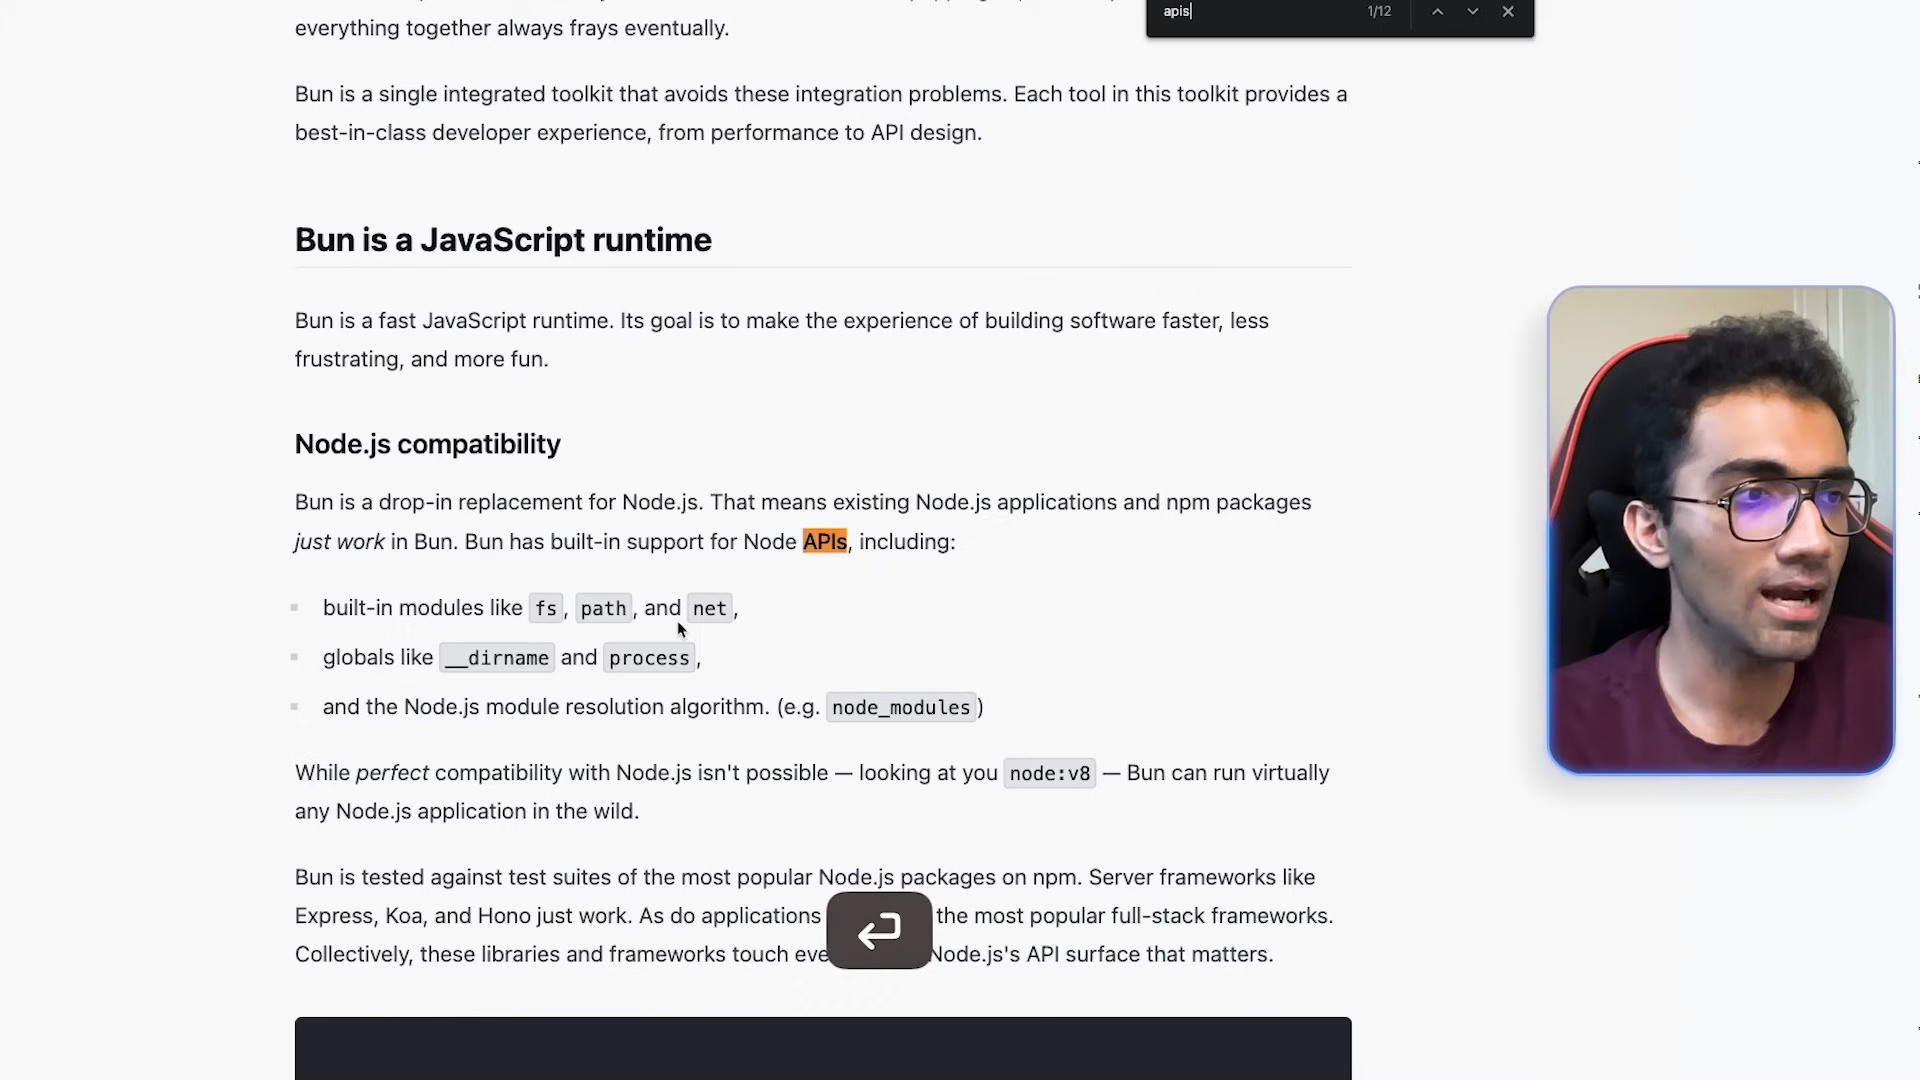 apis 1/12
everything together always frays eventually.
Bun is a single integrated toolkit that avoids these integration problems. Each tool in this toolkit provides a
best-in-class developer experience, from performance to API design.
Bun is a JavaScript runtime
Bun is a fast JavaScript runtime. Its goal is to make the experience of building software faster, less
frustrating, and more fun.
Node.js compatibility
Bun is a drop-in replacement for Node.js. That means existing Node.js applications and npm packages
just work in Bun. Bun has built-in support for Node APIs, including:
built-in modules like fs, path, and net,
globals like __dirname and process,
and the Node.js module resolution algorithm. (e.g. node_modules)
While perfect compatibility with Node.js isn't possible — looking at you node:v8 — Bun can run virtually
any Node.js application in the wild.
Bun is tested against test suites of the most popular Node.js packages on npm. Server frameworks like
Express, Koa, and Hono just work. As do applications the most popular full-stack frameworks.
Collectively, these libraries and frameworks touch Node.js's API surface that matters.